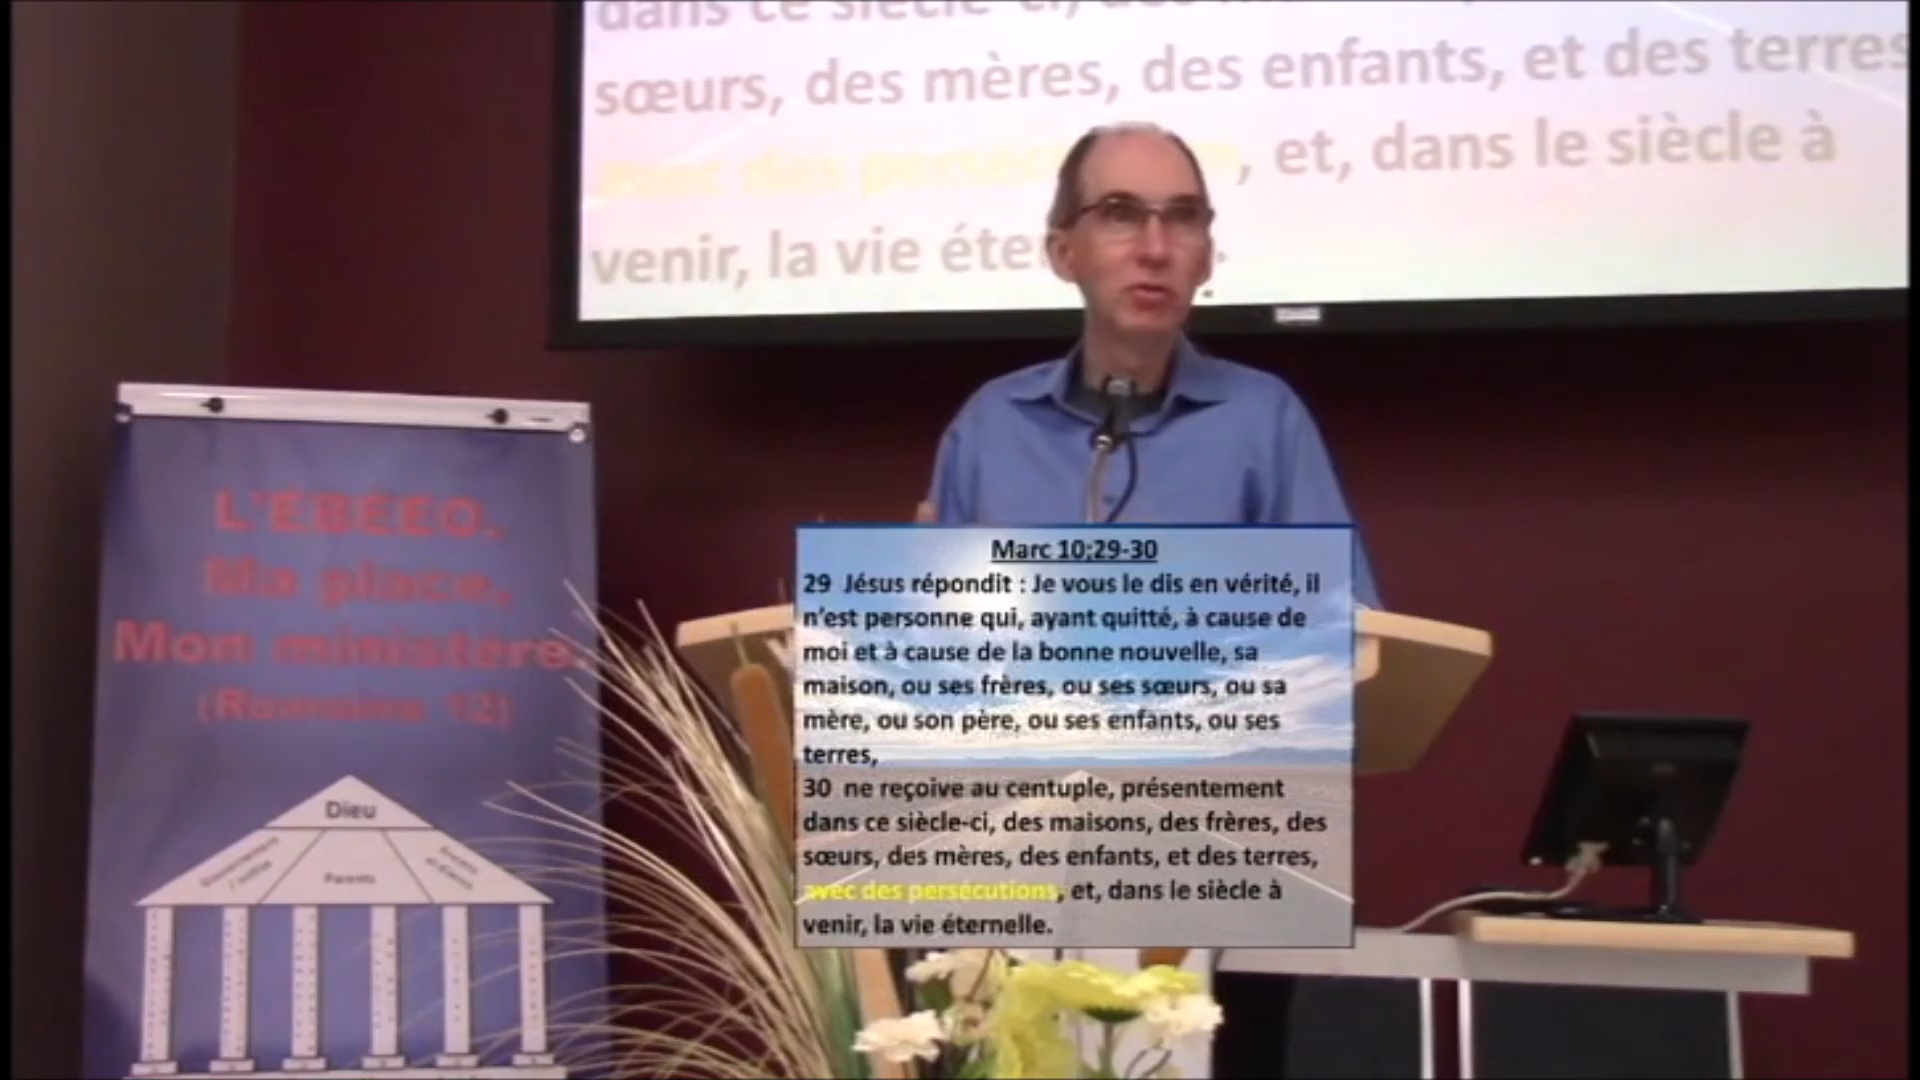 dans ce siècle-ci, des
sœurs, des mères, des enfants, et des terres
, et, dans le siècle à
venir, la vie
L'EBEEO.
Ma place,
Mon ministère.
(Romains 12)
Dieu
Parents
Marc 10;29-30
29 Jésus répondit : Je vous le dis en vérité, il
n'est personne qui, ayant quitté, à cause de
moi et à cause de la bonne nouvelle, sa
maison, ou ses frères, ou ses sœurs, ou sa
mère, ou son père, ou ses enfants, ou ses
terres,
30 ne reçoive au centuple, présentement
dans ce siècle-ci, des maisons, des frères, des
sœurs, des mères, des enfants, et des terres,
avec des persécutions, et, dans le siècle à
venir, la vie éternelle.